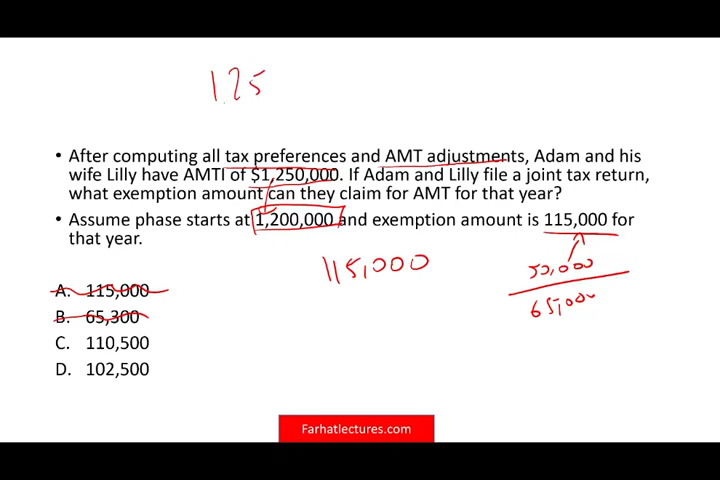 1.25
• After computing all tax preferences and AMT adjustments, Adam and his
wife Lilly have AMTI of $1,250,000. If Adam and Lilly file a joint tax return,
what exemption amount can they claim for AMT for that year?
• Assume phase starts at 1,200,000 and exemption amount is 115,000 for
that year.
115,000
50,000
65,000
A. 115,000
B. 65,300
C. 110,500
D. 102,500
Farhatlectures.com